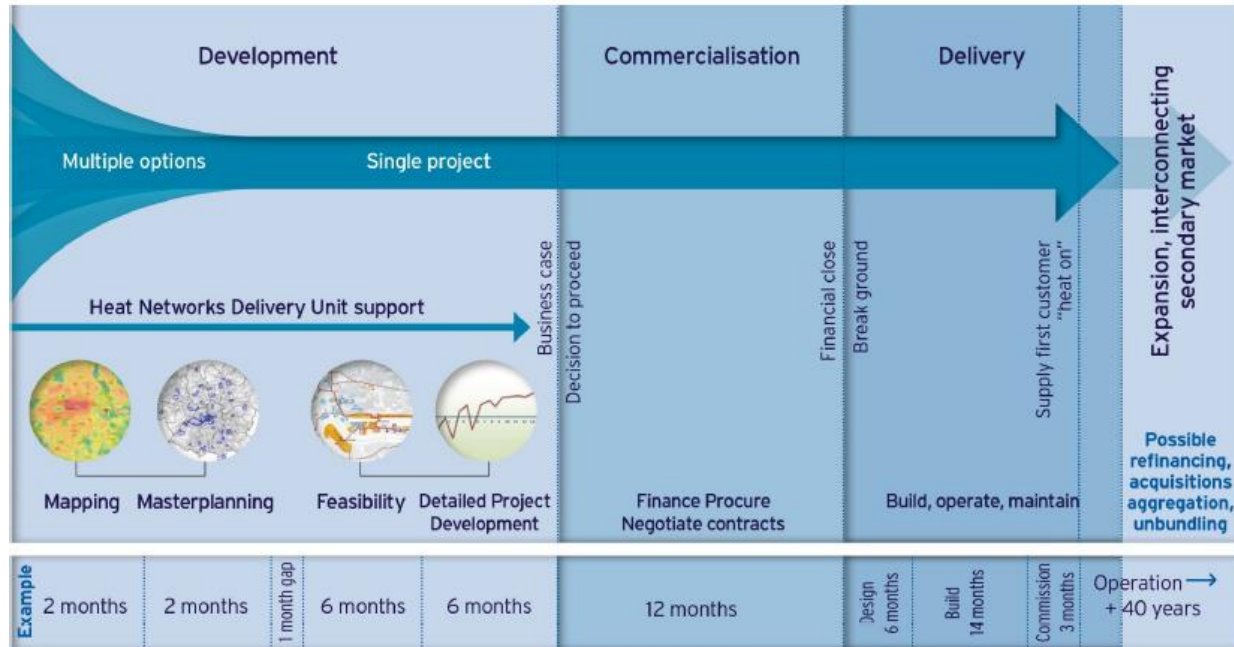 Development
Commercialisation
Delivery
Multiple options
Single project
Heat Networks Delivery Unit support
Business case
Decision to proceed
Financial close
Break ground
Supply first customer
"heat on"
Expansion, interconnecting
secondary market
Mapping
Masterplanning
Feasibility
Detailed Project
Development
Finance Procure
Negotiate contracts
Build, operate, maintain
Possible
refinancing,
acquisitions
aggregation,
unbundling
Example
2 months
2 months
1 month gap
6 months
6 months
12 months
Design
6 months
Build
14 months
Commission
3 months
Operation
+ 40 years